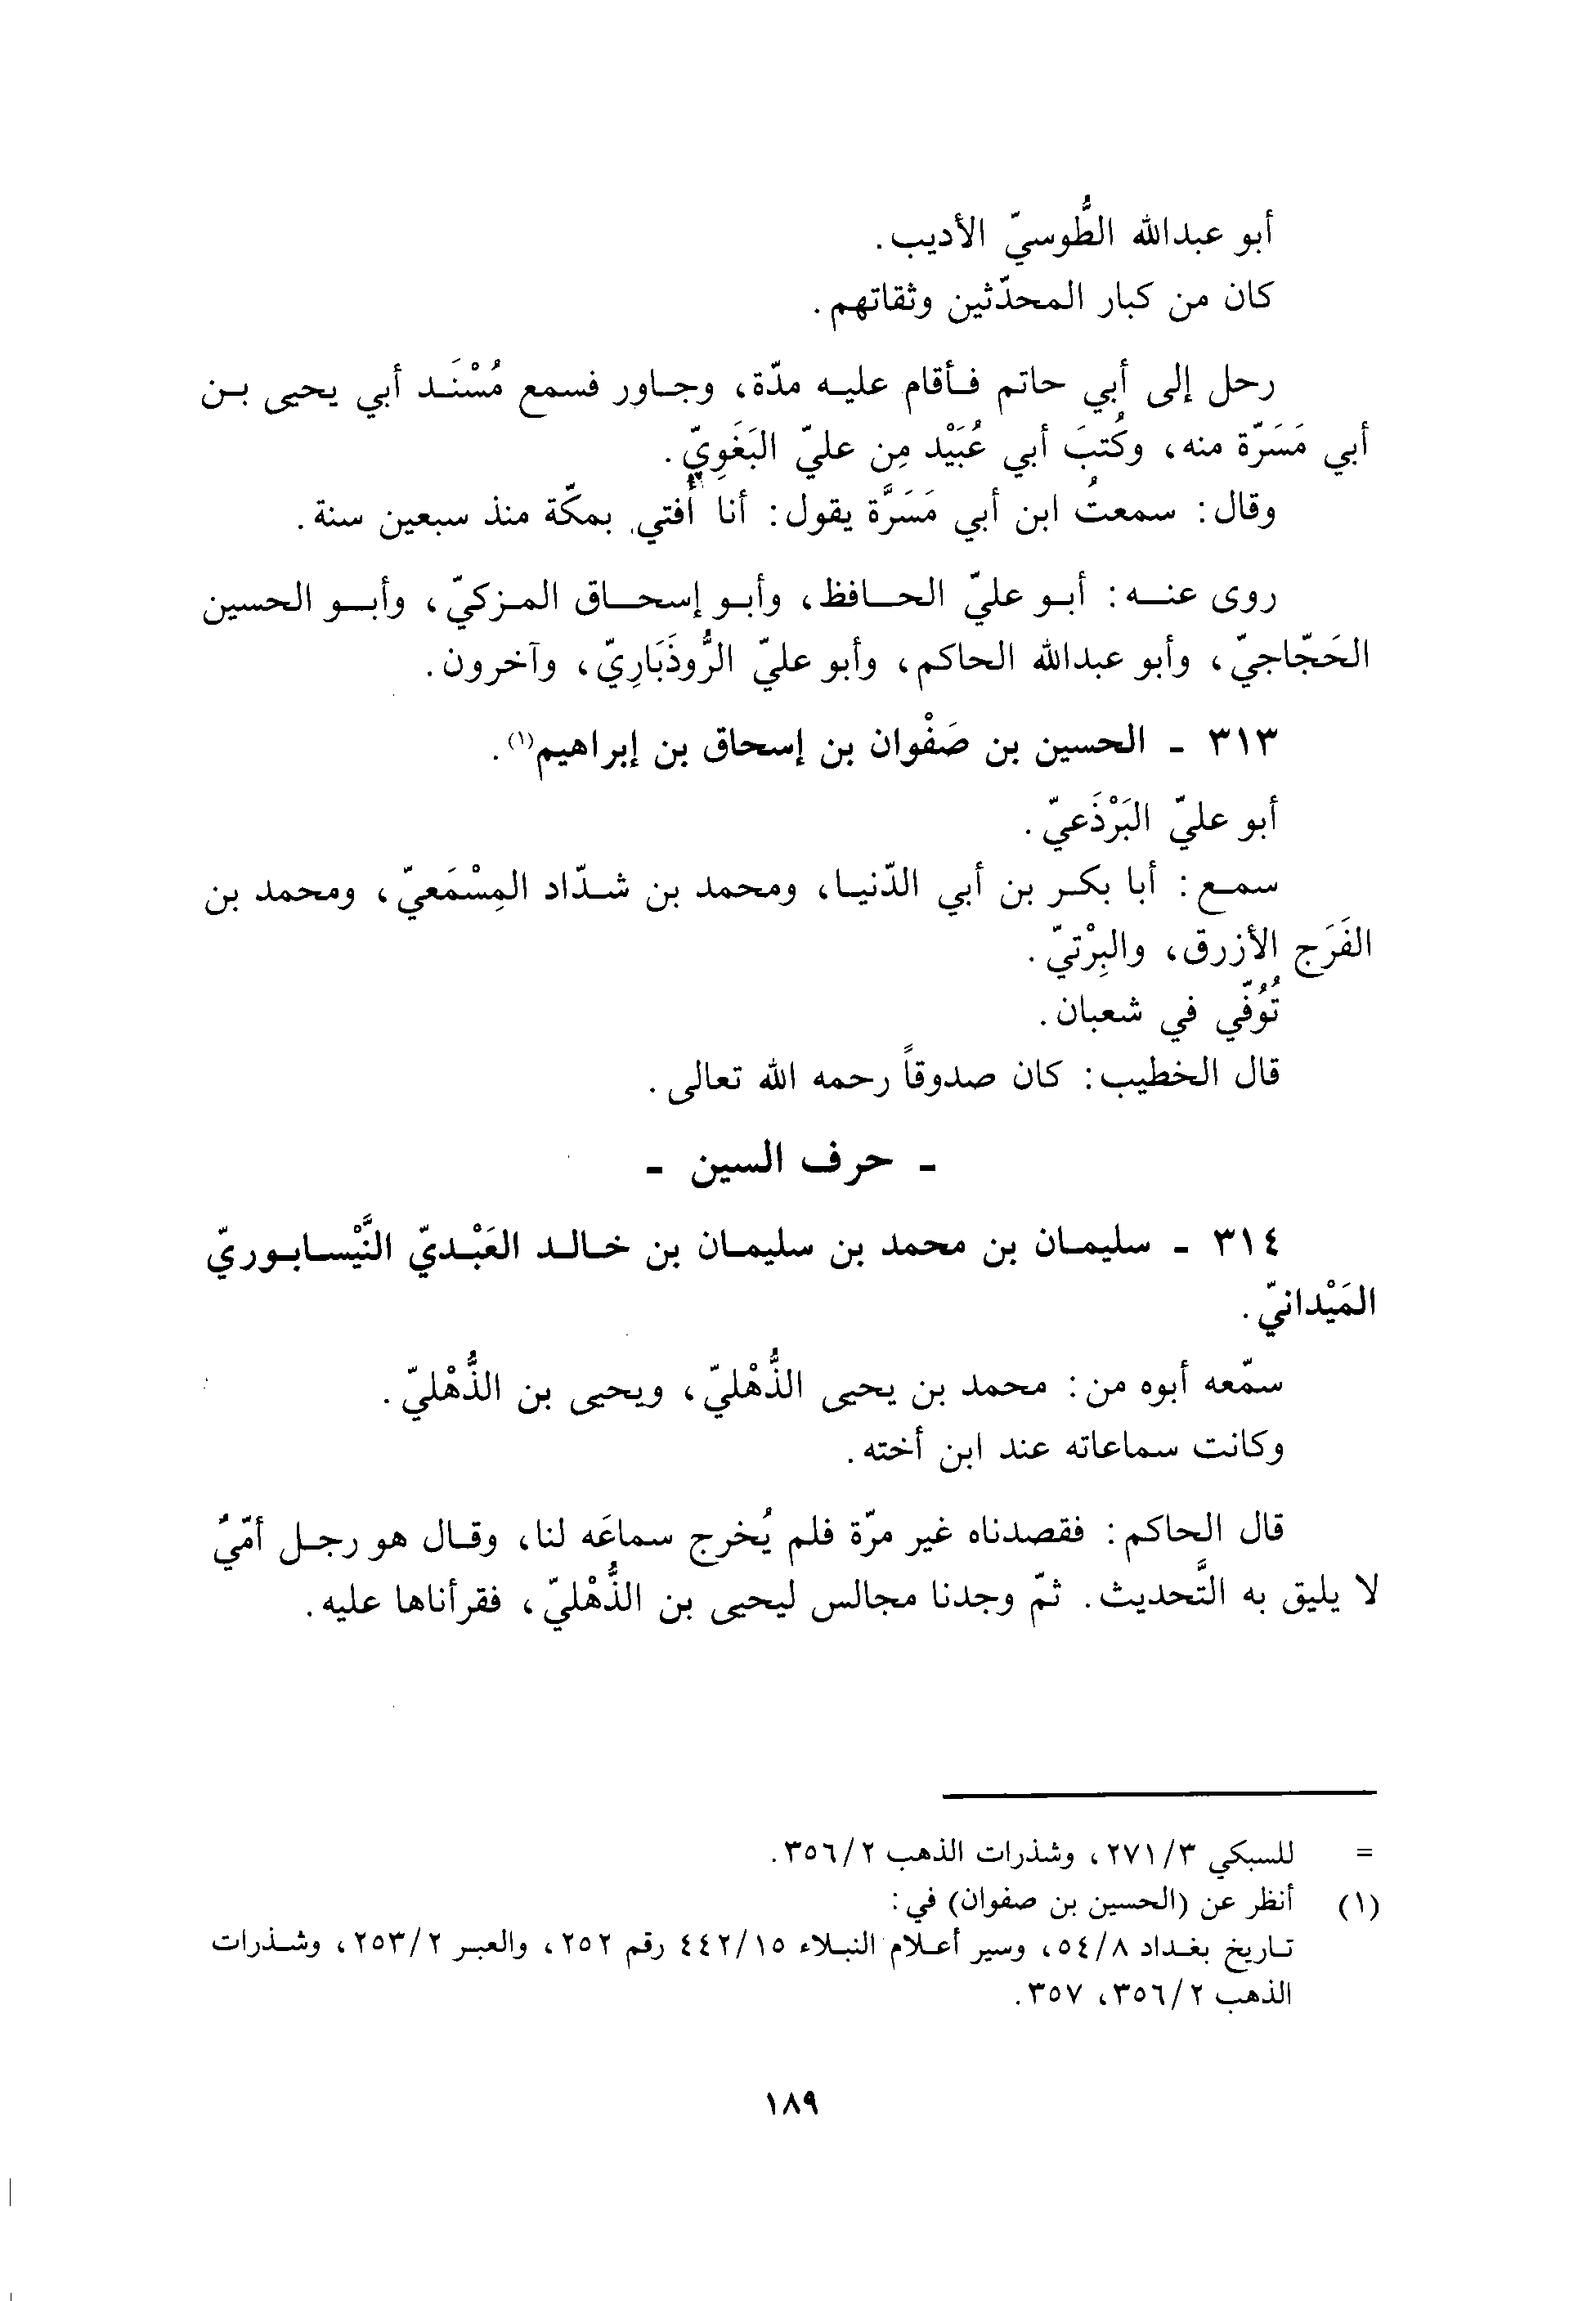 أبو عبدالله الطُّوسيّ الأديب.
كان من كبار المحدّثين وثقاتهم.
رحل إلى أبي حاتم فأقام عليه مدّة، وجاور فسمع مُسْنَد أبي يحيى بن
أبي مَسَرّة منه، وكُتبَ أبي عُبَيْد مِن عليّ البَغَوِيّ.
وقال: سمعتُ ابن أبي مَسَرَّة يقول: أنا أُفتي بمكّة منذ سبعين سنة.
روى عنه: أبو عليّ الحافظ، وأبو إسحاق المزكيّ، وأبو الحسين
الحَجّاجيّ، وأبو عبدالله الحاكم، وأبو عليّ الرُّوذَبَارِيّ، وآخرون.
٣١٣ - الحسين بن صَفْوان بن إسحاق بن إبراهيم(١).
أبو عليّ البَرْذَعيّ.
سمع: أبا بكر بن أبي الدّنيا، ومحمد بن شدّاد المِسْمَعيّ، ومحمد بن
الفَرَج الأزرق، والبِرْتيّ.
تُوُفّي في شعبان.
قال الخطيب: كان صدوقاً رحمه الله تعالى.
- حرف السين -
٣١٤ - سليمان بن محمد بن سليمان بن خالد العَبْديّ النَّيْسابوريّ
المَيْدانيّ.
سمّعه أبوه من: محمد بن يحيى الذُّهْليّ، ويحيى بن الذُّهْليّ.
وكانت سماعاته عند ابن أخته.
قال الحاكم: فقصدناه غير مرّة فلم يُخرج سماعَه لنا، وقال هو رجل أمّيٌ
لا يليق به التَّحديث. ثمّ وجدنا مجالس ليحيى بن الذُّهْليّ، فقرأناها عليه.
= للسبكي ٢٧١/٣، وشذرات الذهب ٣٥٦/٢.
(١) أنظر عن (الحسين بن صفوان) في:
تاريخ بغداد ٥٤/٨، وسير أعلام النبلاء ٤٤٢/١٥ رقم ٢٥٢، والعبر ٢٥٣/٢، وشذرات
الذهب ٣٥٦/٢، ٣٥٧.
١٨٩